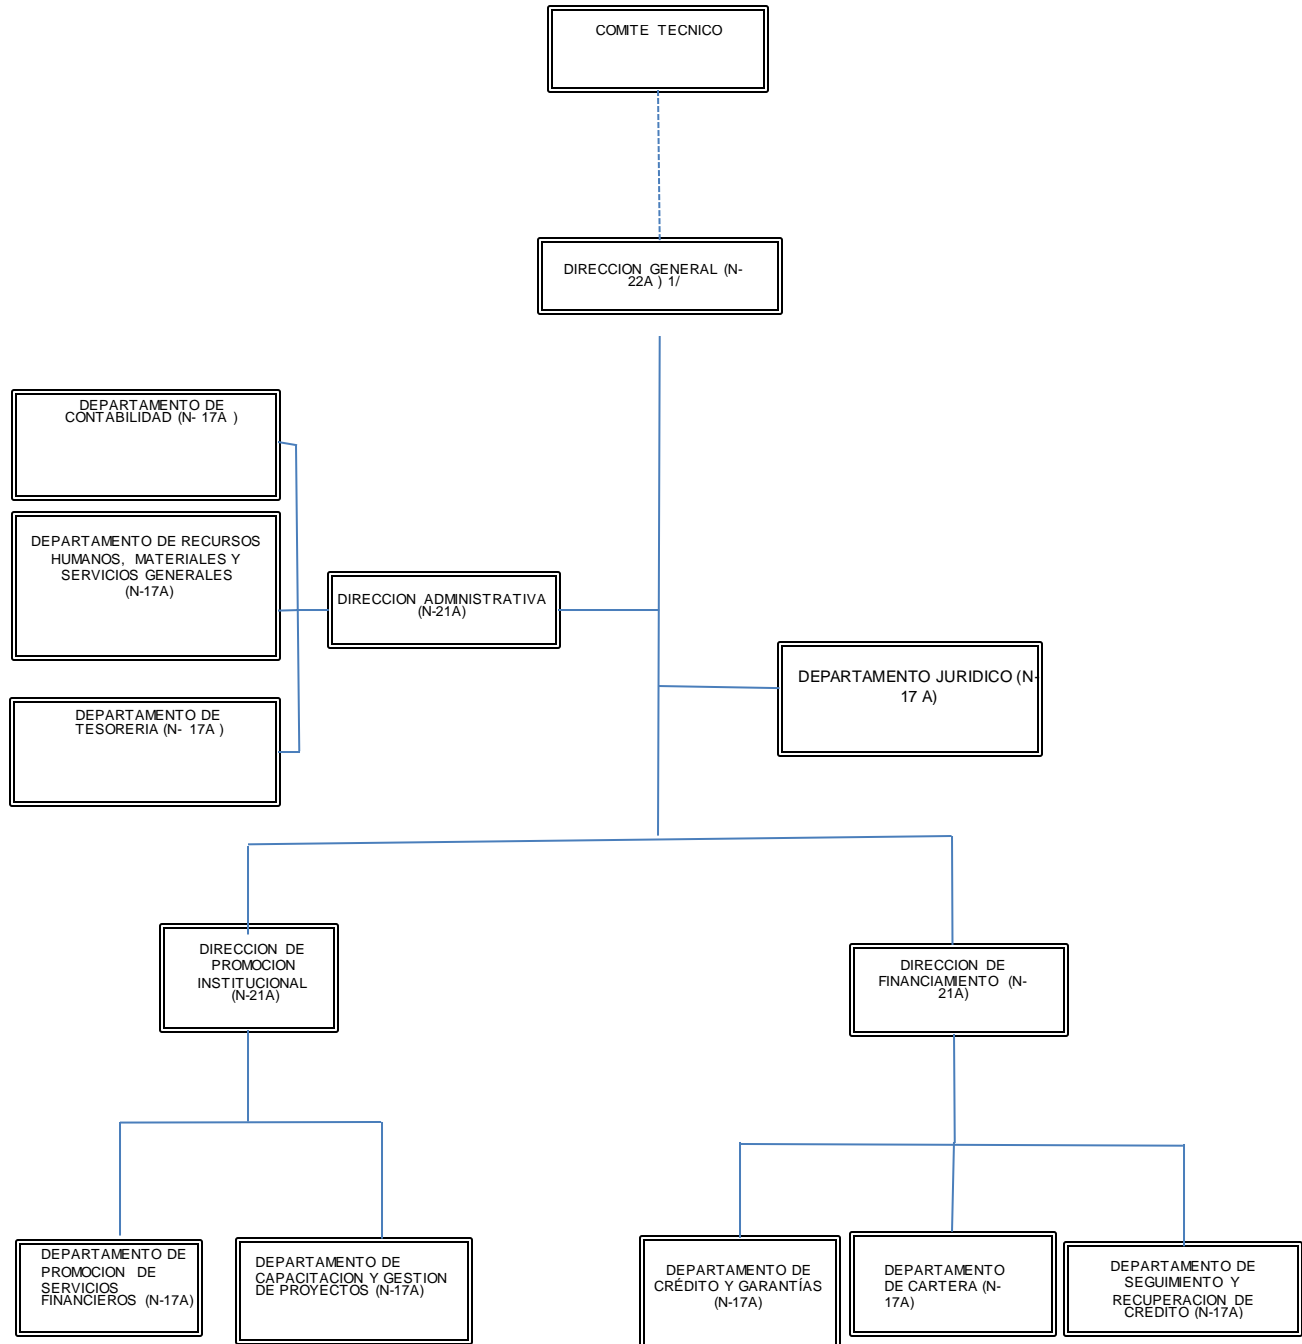 COMITE TECNICO
DIRECCION GENERAL (N-
22A ) 1/
DEPARTAMENTO DE
CONTABILIDAD (N- 17A )
DEPARTAMENTO DE RECURSOS
HUMANOS, MATERIALES Y
SERVICIOS GENERALES
(N-17A)
DIRECCION ADMINISTRATIVA
(N-21A)
DEPARTAMENTO JURIDICO (N-
17 A)
DEPARTAMENTO DE
TESORERIA (N- 17A )
DIRECCION DE
PROMOCION
INSTITUCIONAL
(N-21A)
DIRECCION DE
FINANCIAMIENTO (N-
21A)
DEPARTAMENTO DE
PROMOCION DE
SERVICIOS
FINANCIEROS (N-17A)
DEPARTAMENTO DE
CAPACITACION Y GESTION
DE PROYECTOS (N-17A)
DEPARTAMENTO DE
CRÉDITO Y GARANTÍAS
(N-17A)
DEPARTAMENTO
DE CARTERA (N-
17A)
DEPARTAMENTO DE
SEGUIMIENTO Y
RECUPERACION DE
CREDITO (N-17A)